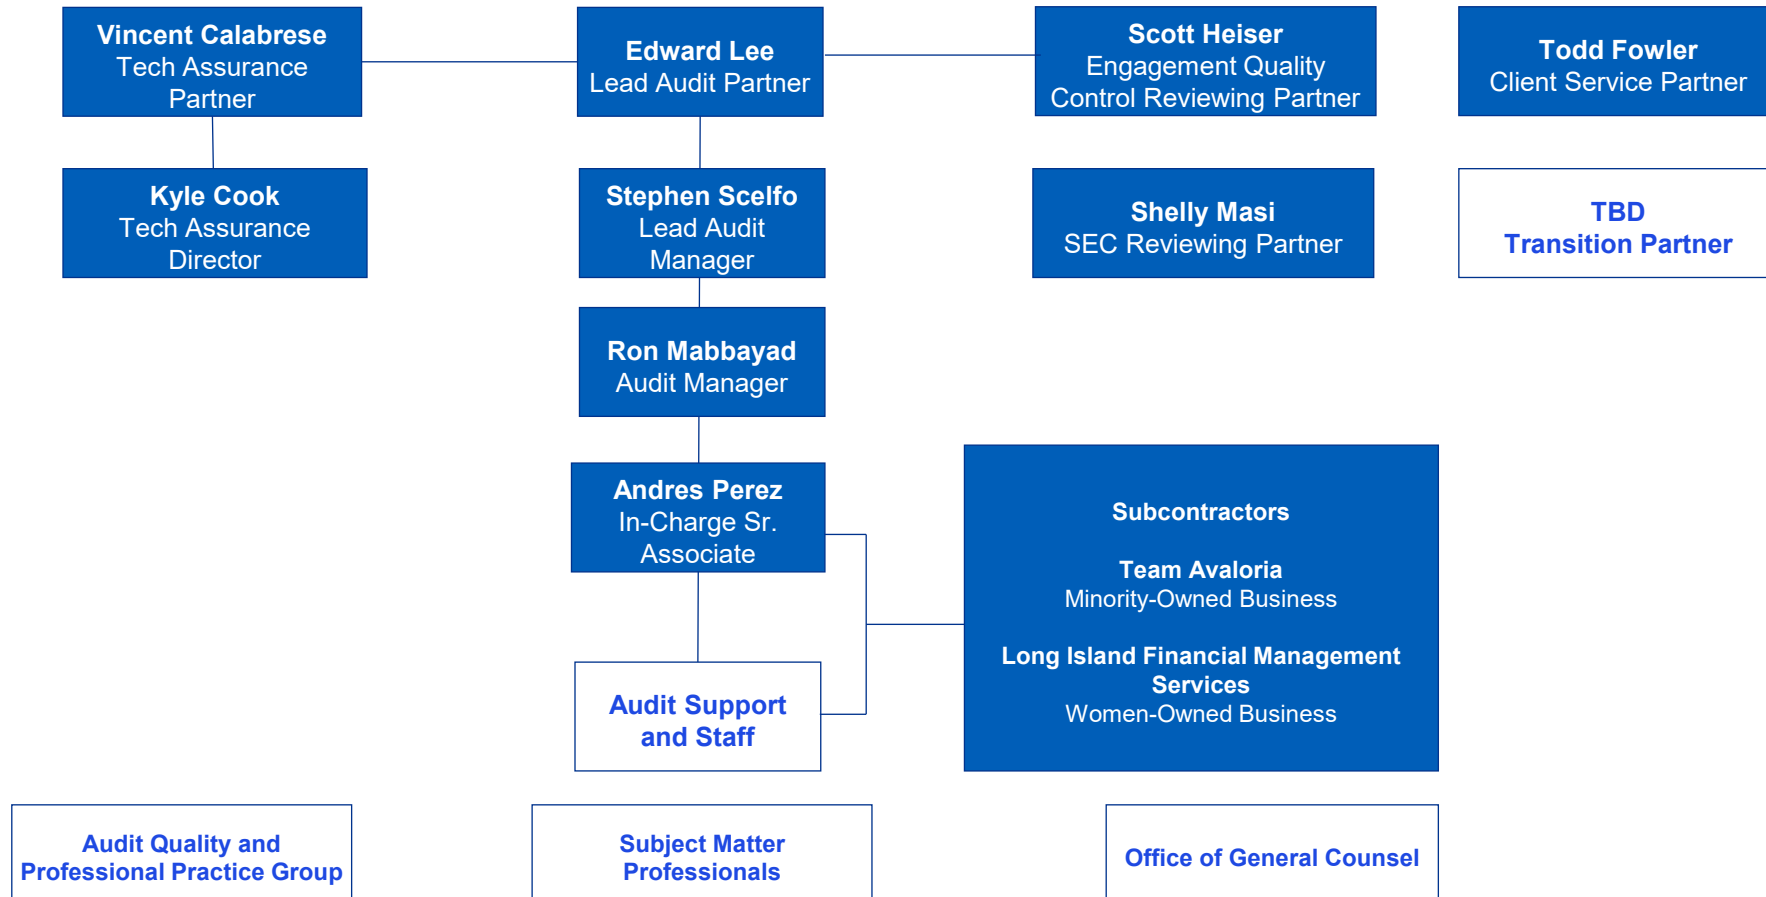 Vincent Calabrese
Tech Assurance
Partner
Edward Lee
Lead Audit Partner
Scott Heiser
Engagement Quality
Control Reviewing Partner
Todd Fowler
Client Service Partner
Kyle Cook
Tech Assurance
Director
Stephen Scelfo
Lead Audit
Manager
Shelly Masi
SEC Reviewing Partner
TBD
Transition Partner
Ron Mabbayad
Audit Manager
Andres Perez
In-Charge Sr.
Associate
Subcontractors
Team Avaloria
Minority-Owned Business
Long Island Financial Management
Services
Women-Owned Business
Audit Support
and Staff
Audit Quality and
Professional Practice Group
Subject Matter
Professionals
Office of General Counsel